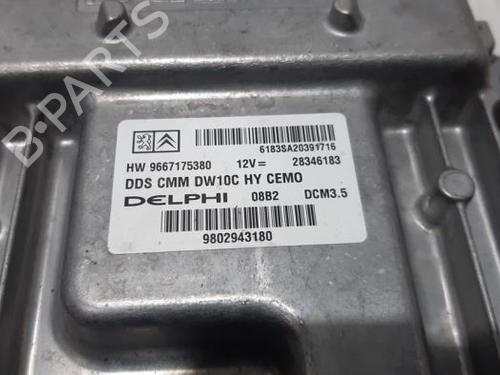 6183SA20391716
HW 9667175380 12V= 28346183
DDS CMM DW10C HY CEMO
DELPHI 08B2 DCM3.5
9802943180
B-PARTS